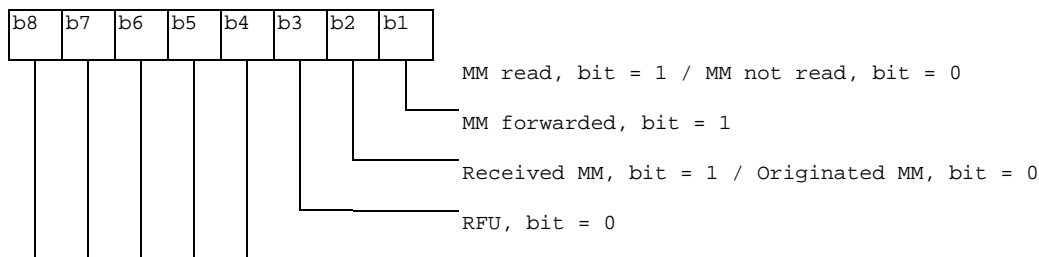 b8 b7 b6 b5 b4 b3 b2 b1
MM read, bit = 1 / MM not read, bit = 0
MM forwarded, bit = 1
Received MM, bit = 1 / Originated MM, bit = 0
RFU, bit = 0